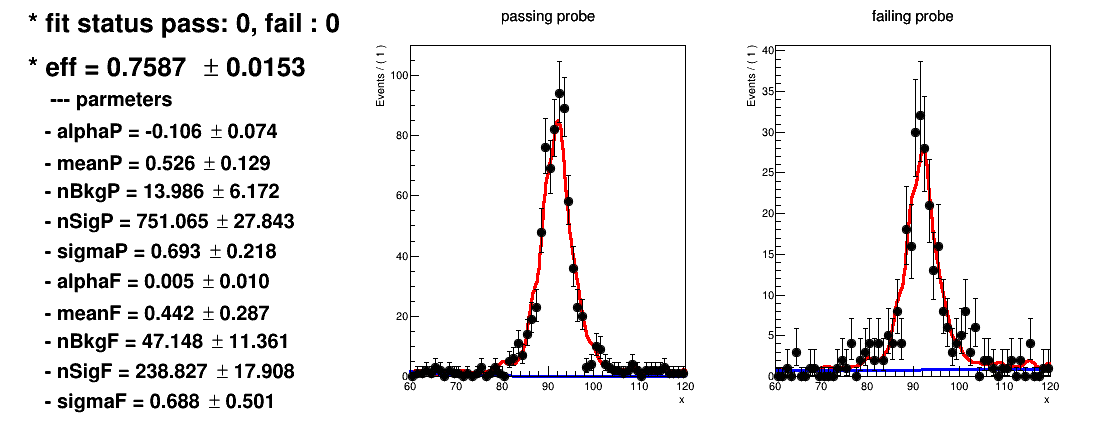 * fit status pass: 0, fail : 0
* eff = 0.7587 ± 0.0153
--- parmeters
- alphaP = -0.106 ± 0.074
- meanP = 0.526 ± 0.129
- nBkgP = 13.986 ± 6.172
- nSigP = 751.065 ± 27.843
- sigmaP = 0.693 ± 0.218
- alphaF = 0.005 ± 0.010
- meanF = 0.442 ± 0.287
- nBkgF = 47.148 ± 11.361
- nSigF = 238.827 ± 17.908
- sigmaF = 0.688 ± 0.501
passing probe
Events / ( 1 )
100
80
60
40
20
0
60 70 80 90 100 110 120
x
failing probe
Events / ( 1 )
40
35
30
25
20
15
10
5
0
60 70 80 90 100 110 120
x